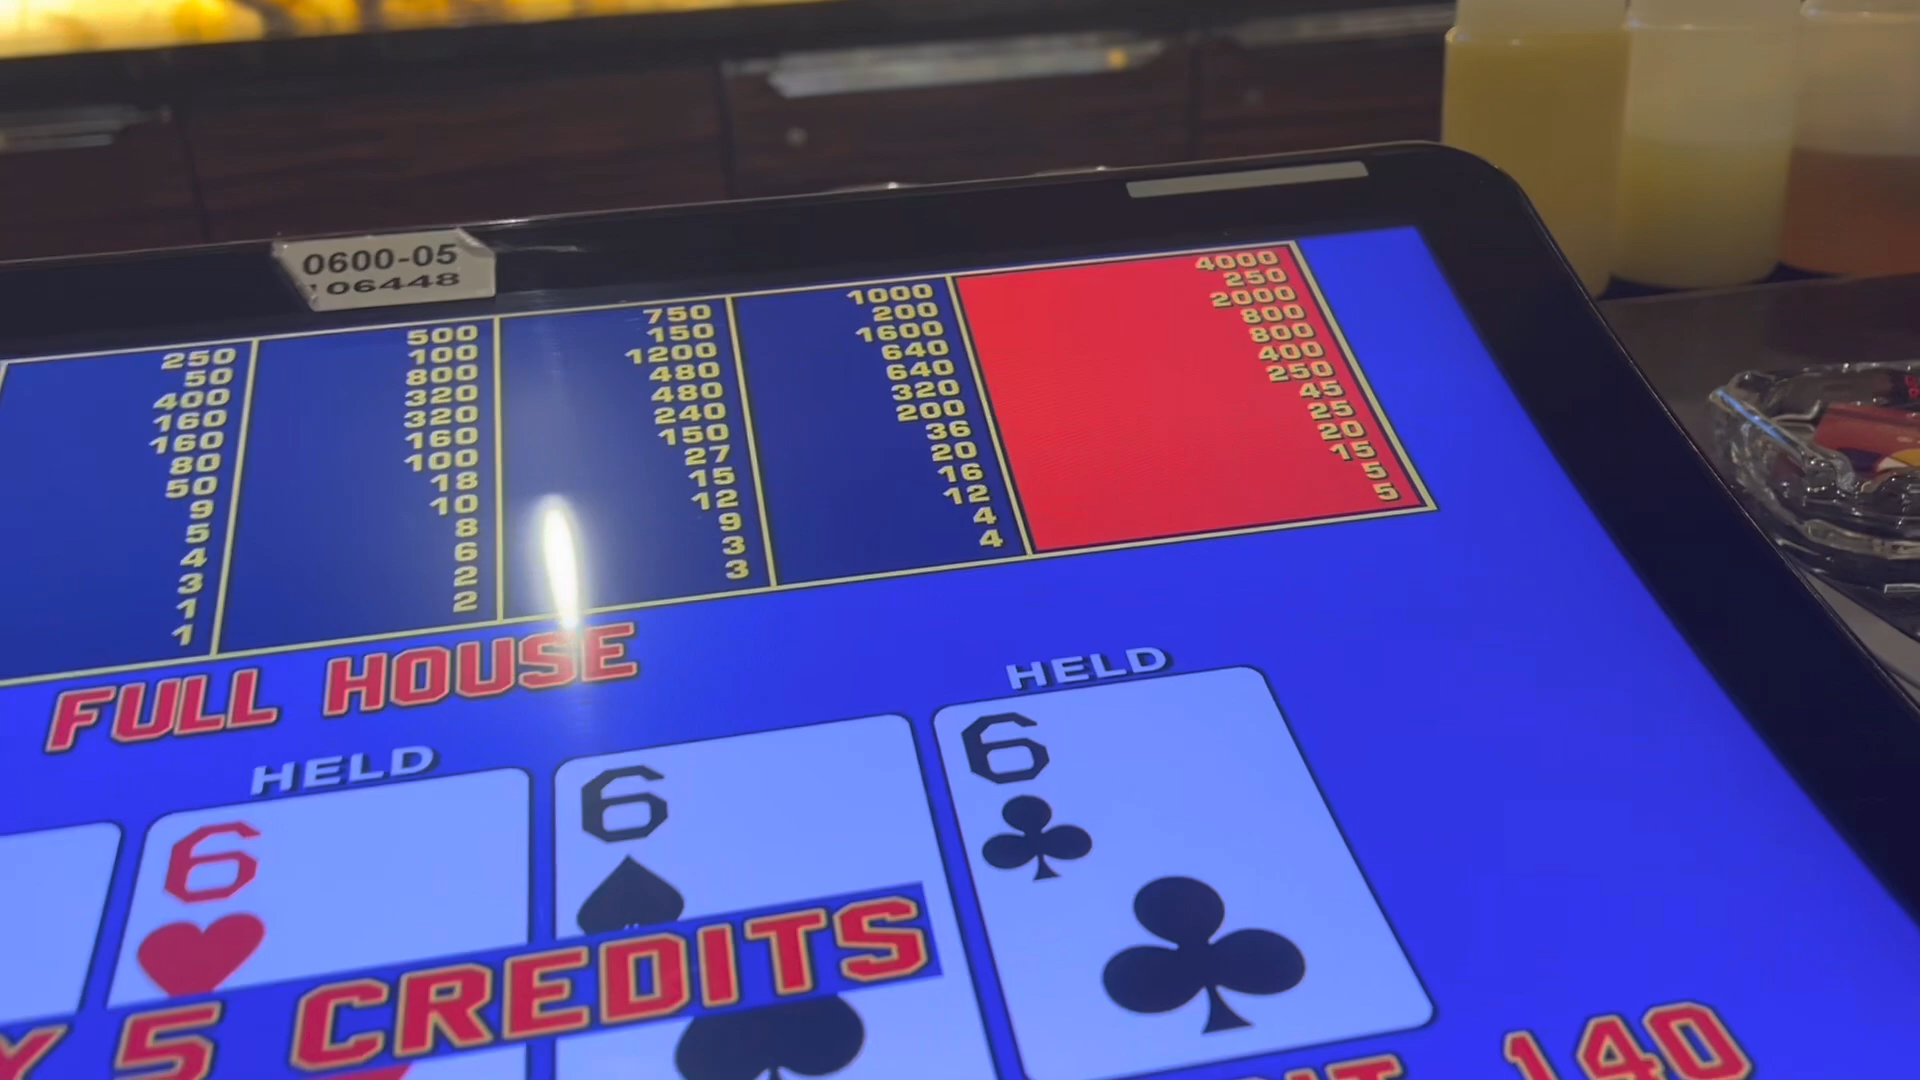 0600-05
106448
250 500 750 1000 4000
50 100 150 200 250
400 800 1200 1600 2000
160 320 480 640 800
160 320 480 640 800
80 160 240 320 400
50 100 150 200 250
9 18 27 36 45
5 10 15 20 25
4 8 12 16 20
3 6 9 12 15
1 2 3 4 5
1 2 3 4 5
FULL HOUSE
HELD HELD
6 6 6
5 CREDITS
140